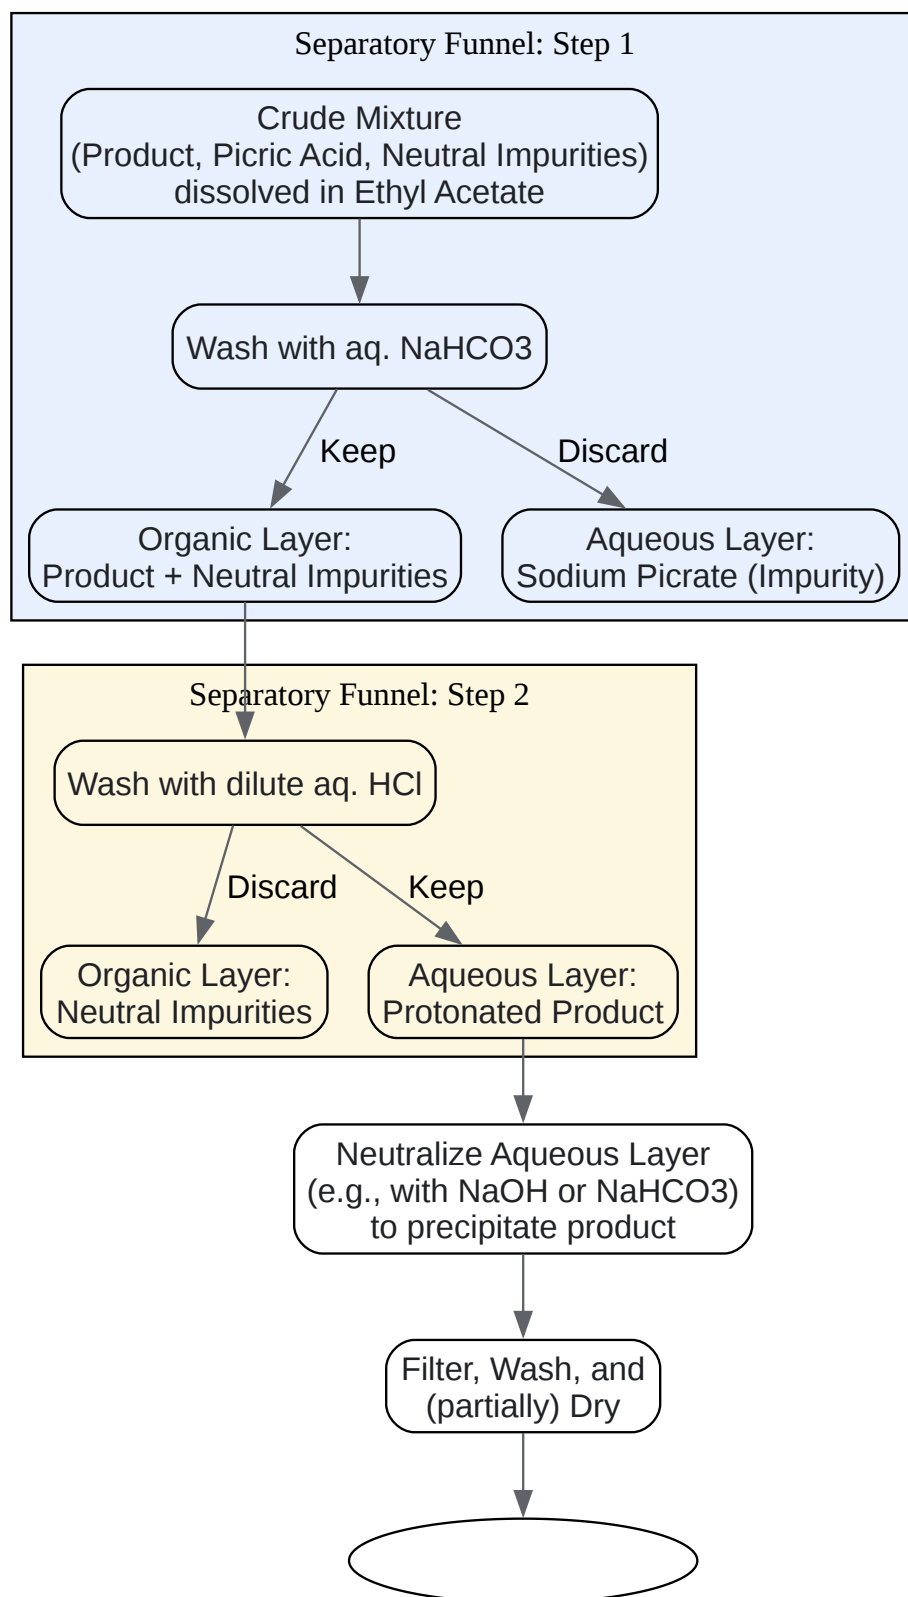 Separatory Funnel: Step 1
Crude Mixture
(Product, Picric Acid, Neutral Impurities)
dissolved in Ethyl Acetate
Wash with aq. NaHCO3
Keep
Discard
Organic Layer:
Product + Neutral Impurities
Aqueous Layer:
Sodium Picrate (Impurity)
Separatory Funnel: Step 2
Wash with dilute aq. HCl
Discard
Keep
Organic Layer:
Neutral Impurities
Aqueous Layer:
Protonated Product
Neutralize Aqueous Layer
(e.g., with NaOH or NaHCO3)
to precipitate product
Filter, Wash, and
(partially) Dry